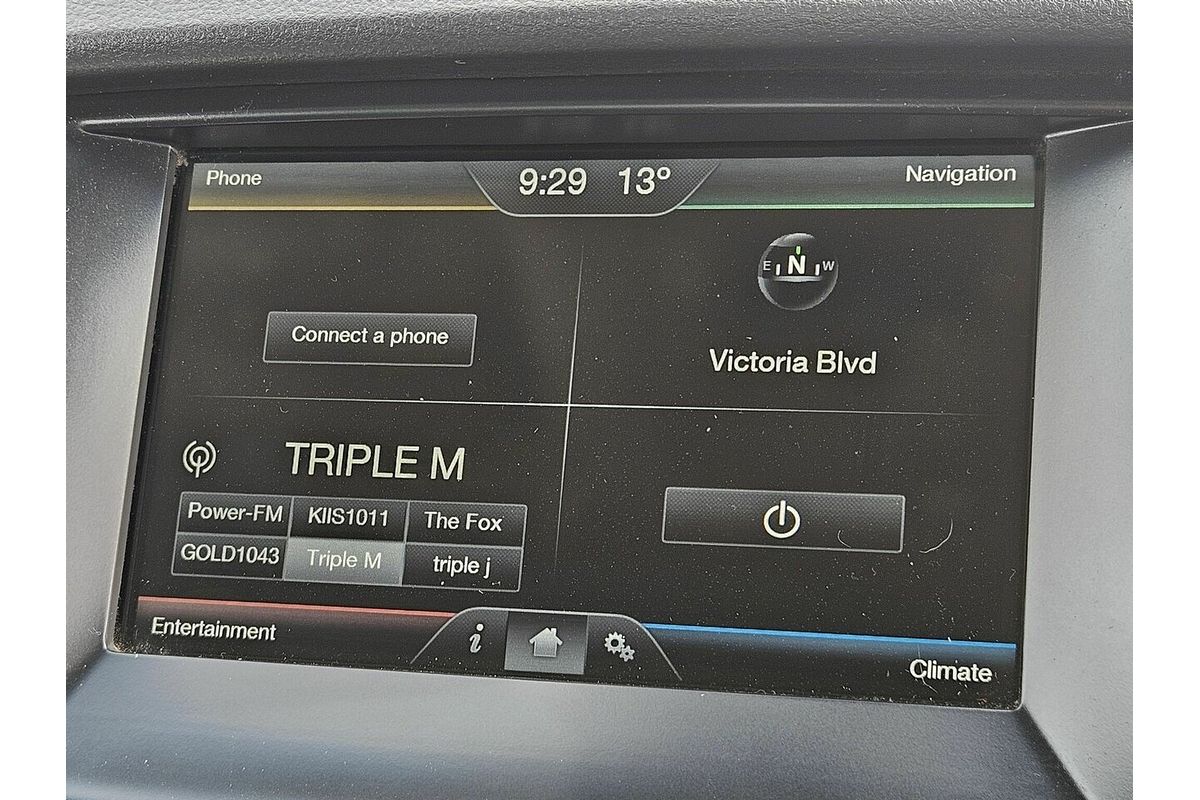 Phone
9:29 13°
Navigation
E N W
Connect a phone
Victoria Blvd
TRIPLE M
Power-FM KIIS1011 The Fox
GOLD1043 Triple M triple j
Entertainment
i
Climate